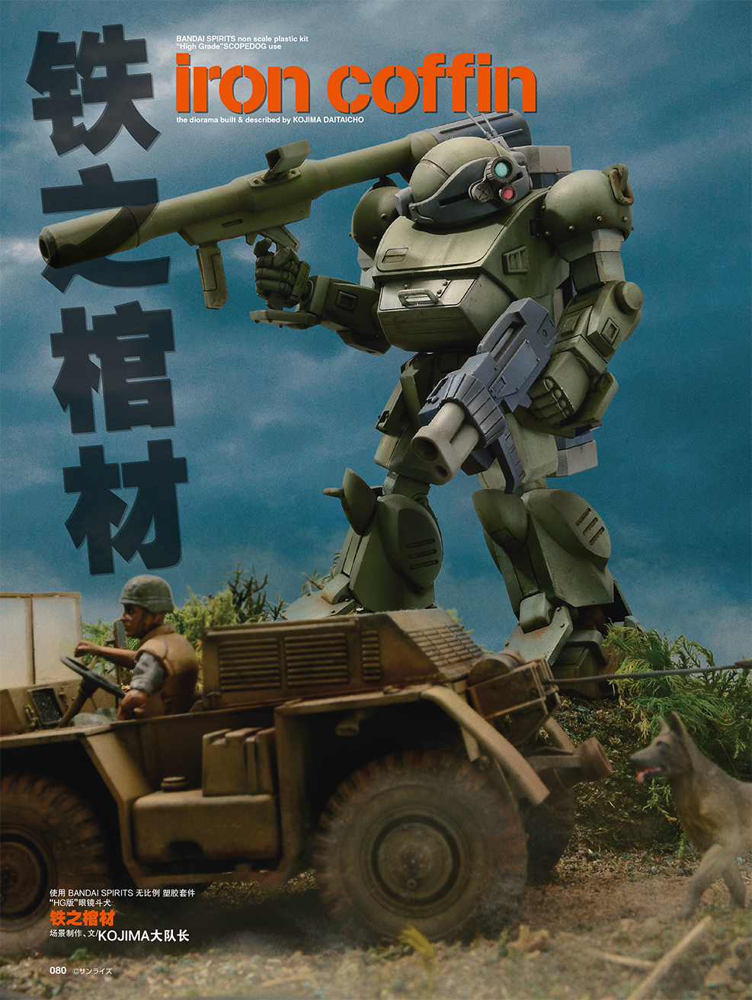 铁之棺材
BANDAI SPIRITS non scale plastic kit
“High Grade”SCOPEDOG use
iron coffin
the diorama built & described by KOJIMA DAITAICHO
使用 BANDAI SPIRITS 无比例 塑胶套件
“HG版”眼镜斗犬
铁之棺材
场景制作、文/KOJIMA大队长
080 ©サンライズ